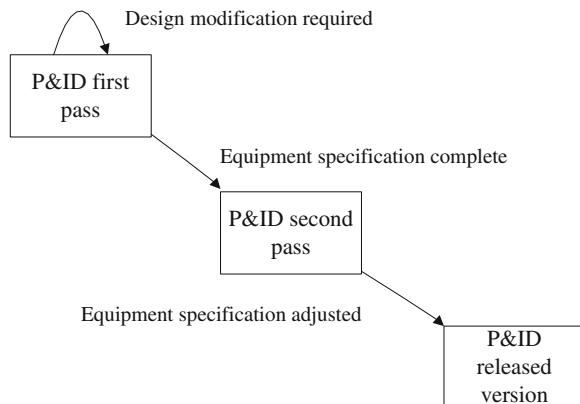 Design modification required
P&ID first
pass
Equipment specification complete
P&ID second
pass
Equipment specification adjusted
P&ID
released
version